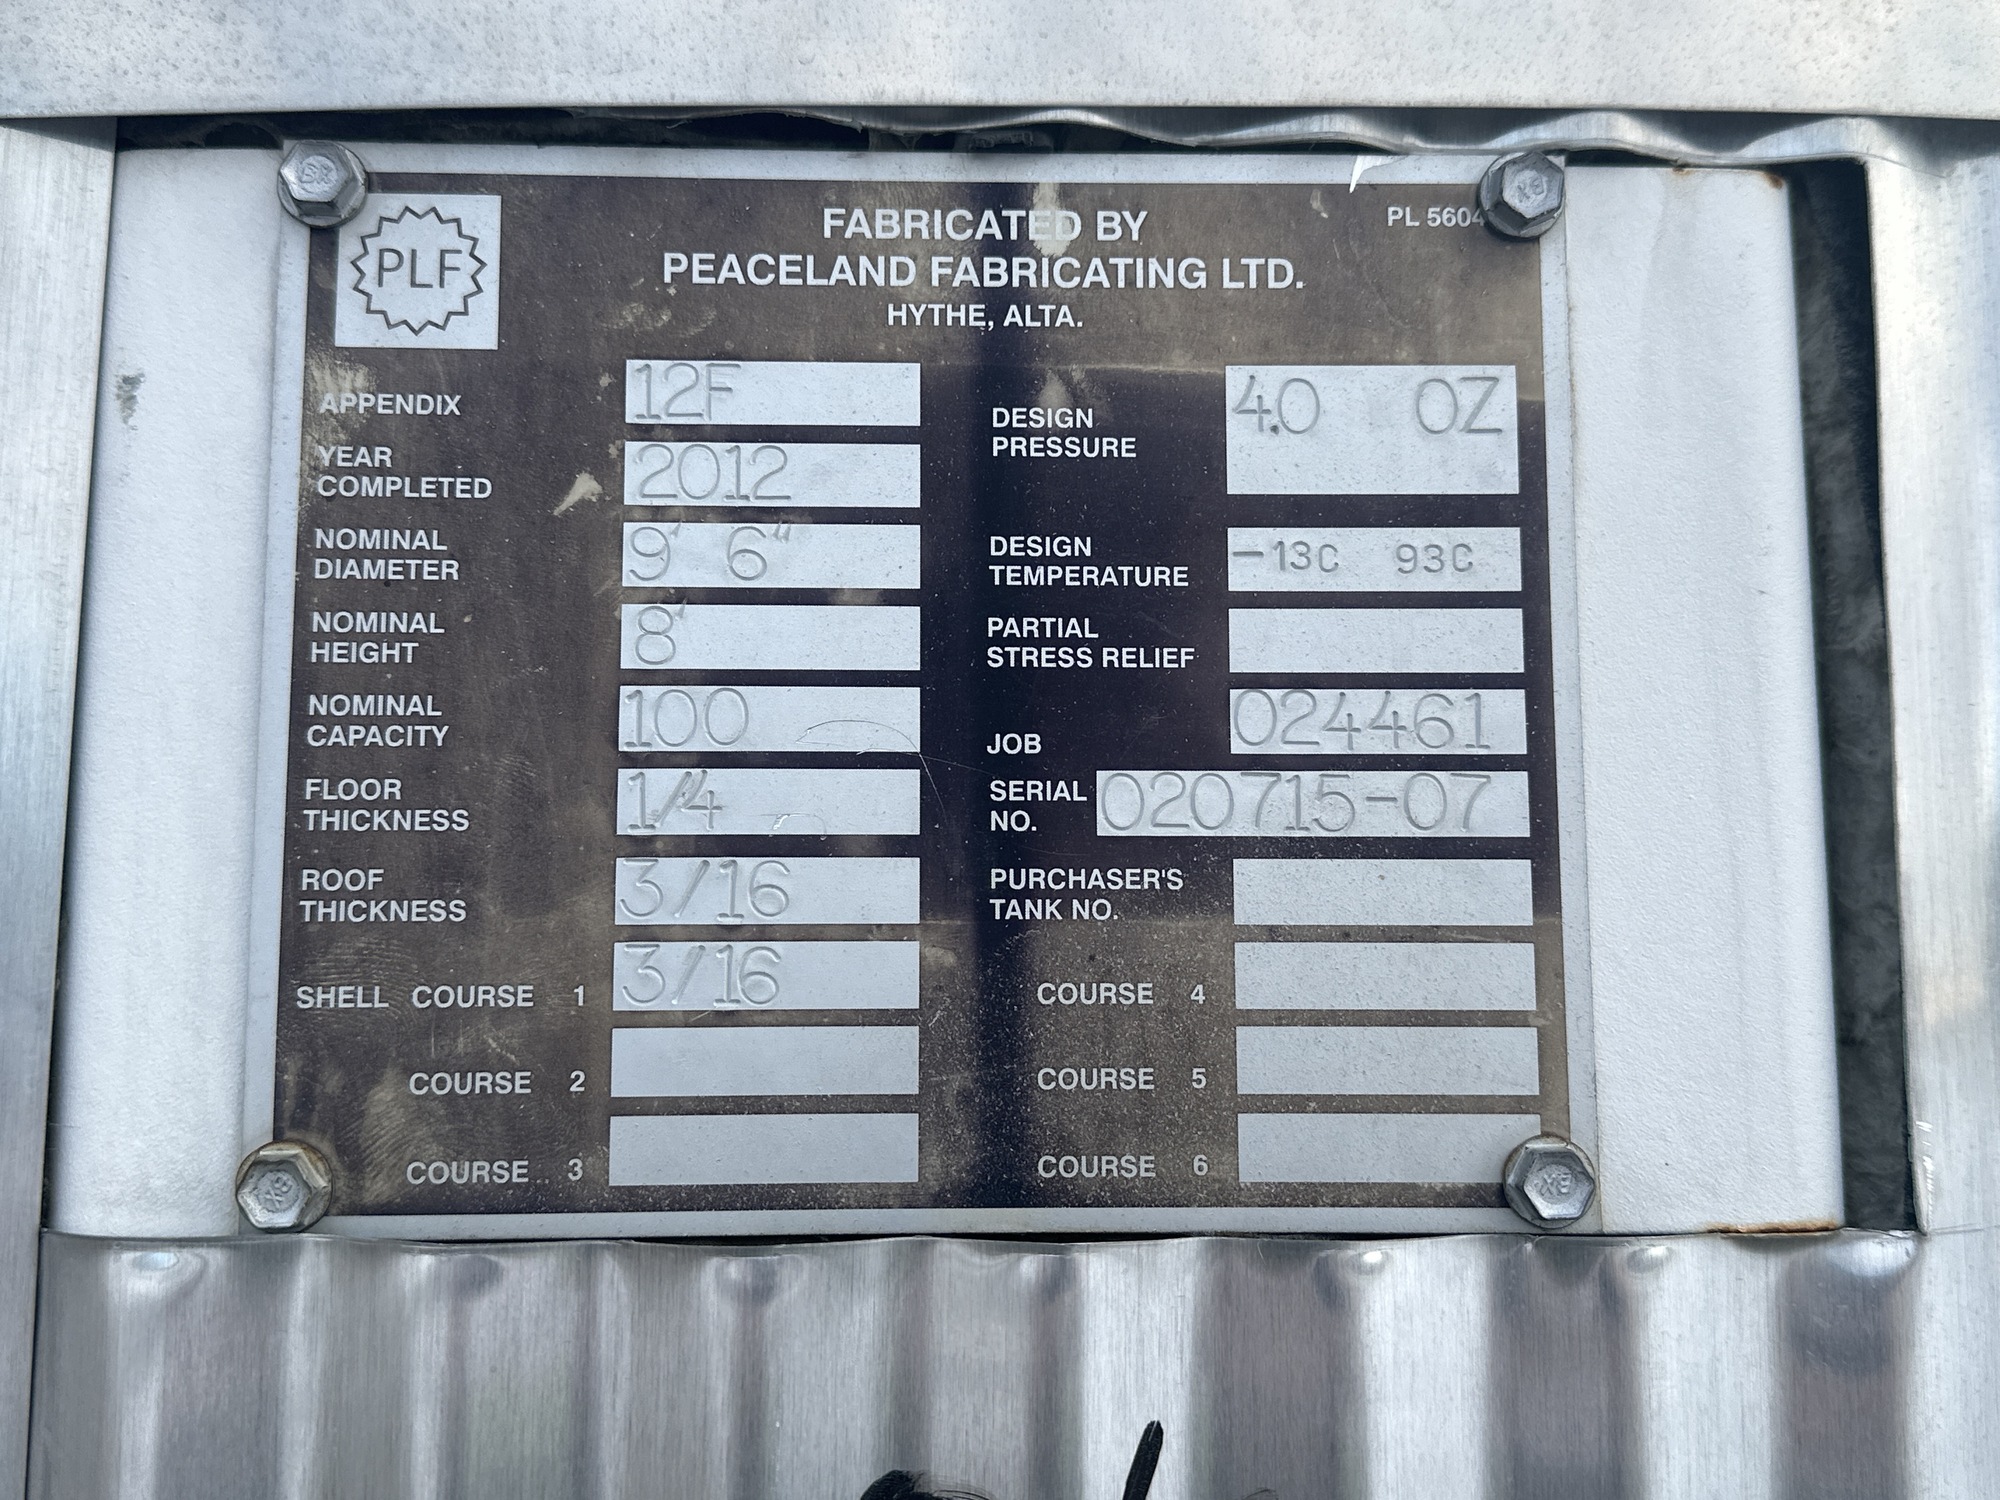 PLF
FABRICATED BY
PEACELAND FABRICATING LTD.
HYTHE, ALTA.
PL 5604
APPENDIX 12F
YEAR
COMPLETED 2012
NOMINAL
DIAMETER 9' 6"
NOMINAL
HEIGHT 8'
NOMINAL
CAPACITY 100
FLOOR
THICKNESS 1/4"
ROOF
THICKNESS 3/16
SHELL COURSE 1 3/16
COURSE 2
COURSE 3
DESIGN
PRESSURE 4.0 OZ
DESIGN
TEMPERATURE -13C 93C
PARTIAL
STRESS RELIEF
JOB 024461
SERIAL
NO. 020715-07
PURCHASER'S
TANK NO.
COURSE 4
COURSE 5
COURSE 6